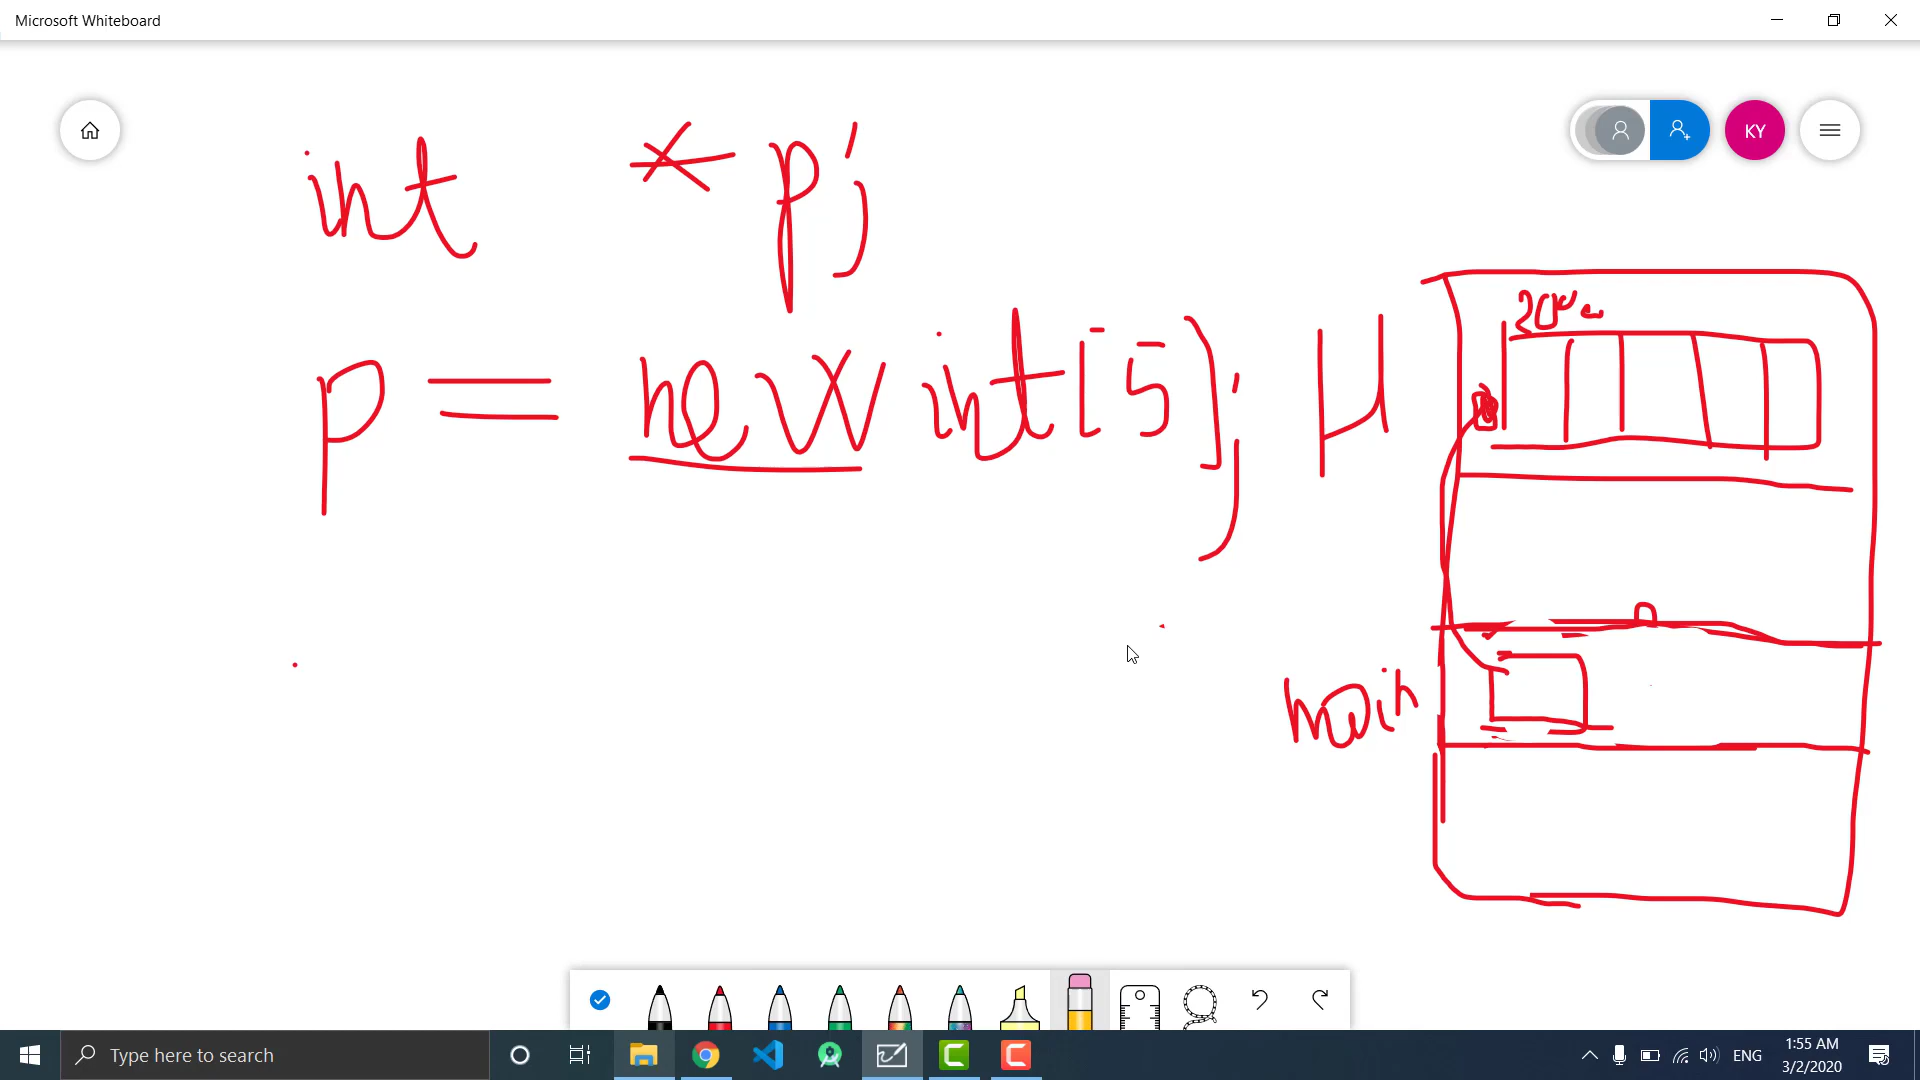 Microsoft Whiteboard
KY
int *p;
p = new int[5];
H
main
Type here to search
ENG
1:55 AM
3/2/2020